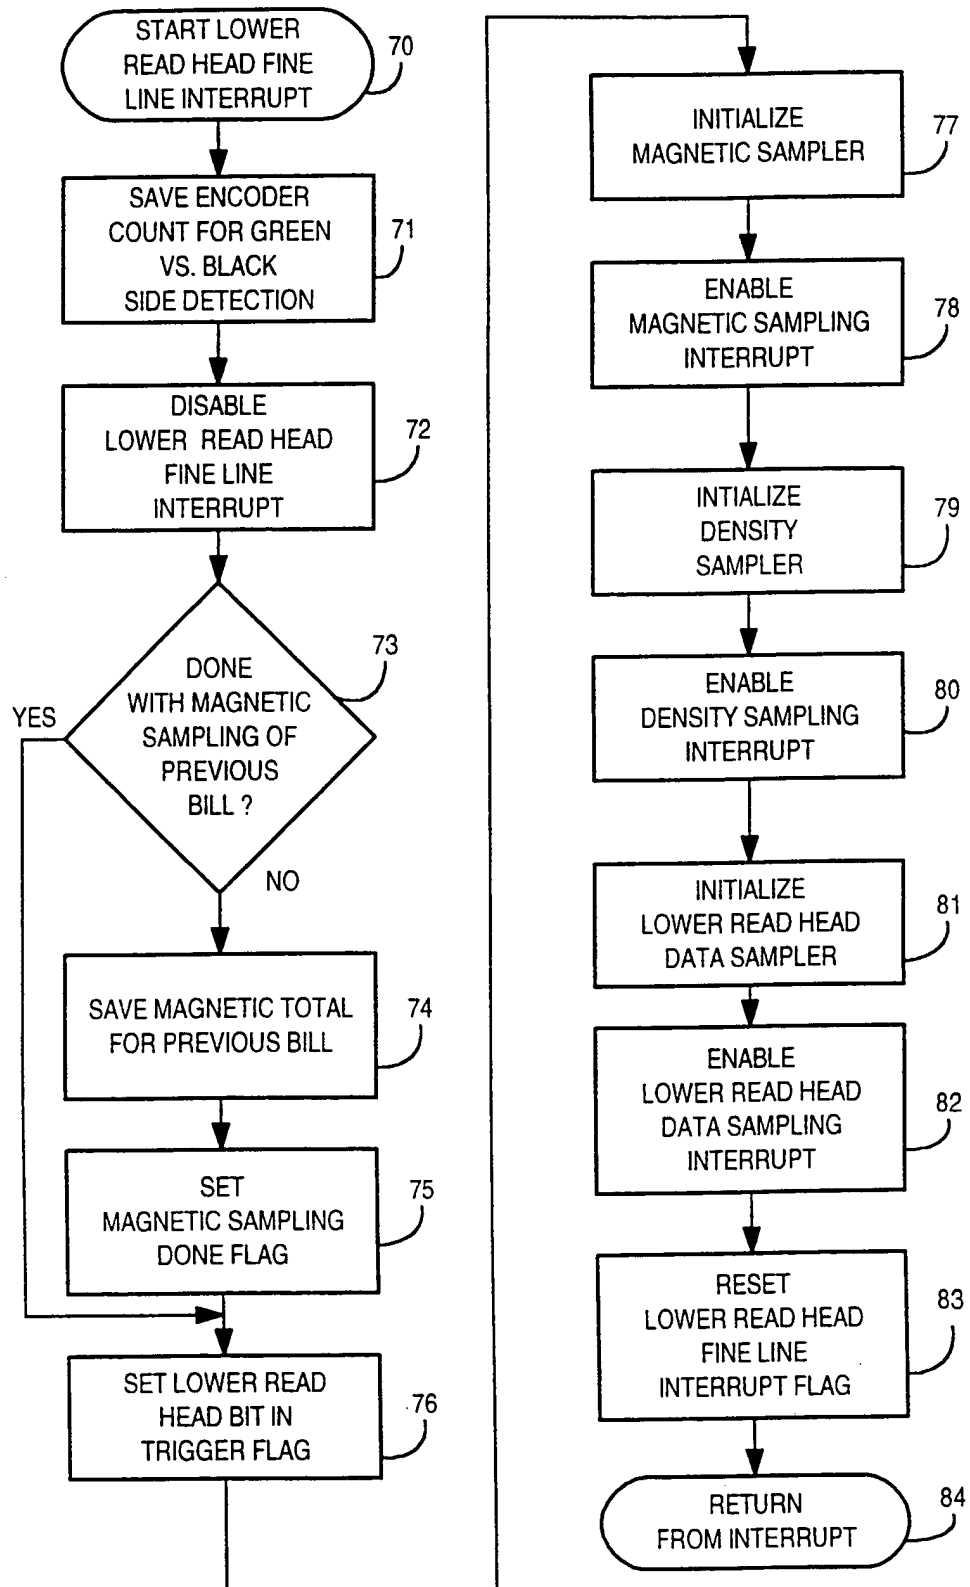 START LOWER
READ HEAD FINE
LINE INTERRUPT
70
SAVE ENCODER
COUNT FOR GREEN
VS. BLACK
SIDE DETECTION
71
DISABLE
LOWER READ HEAD
FINE LINE
INTERRUPT
72
DONE
WITH MAGNETIC
SAMPLING OF
PREVIOUS
BILL ?
73
YES
NO
SAVE MAGNETIC TOTAL
FOR PREVIOUS BILL
74
SET
MAGNETIC SAMPLING
DONE FLAG
75
SET LOWER READ
HEAD BIT IN
TRIGGER FLAG
76
INITIALIZE
MAGNETIC SAMPLER
77
ENABLE
MAGNETIC SAMPLING
INTERRUPT
78
INTIALIZE
DENSITY
SAMPLER
79
ENABLE
DENSITY SAMPLING
INTERRUPT
80
INITIALIZE
LOWER READ HEAD
DATA SAMPLER
81
ENABLE
LOWER READ HEAD
DATA SAMPLING
INTERRUPT
82
RESET
LOWER READ HEAD
FINE LINE
INTERRUPT FLAG
83
RETURN
FROM INTERRUPT
84